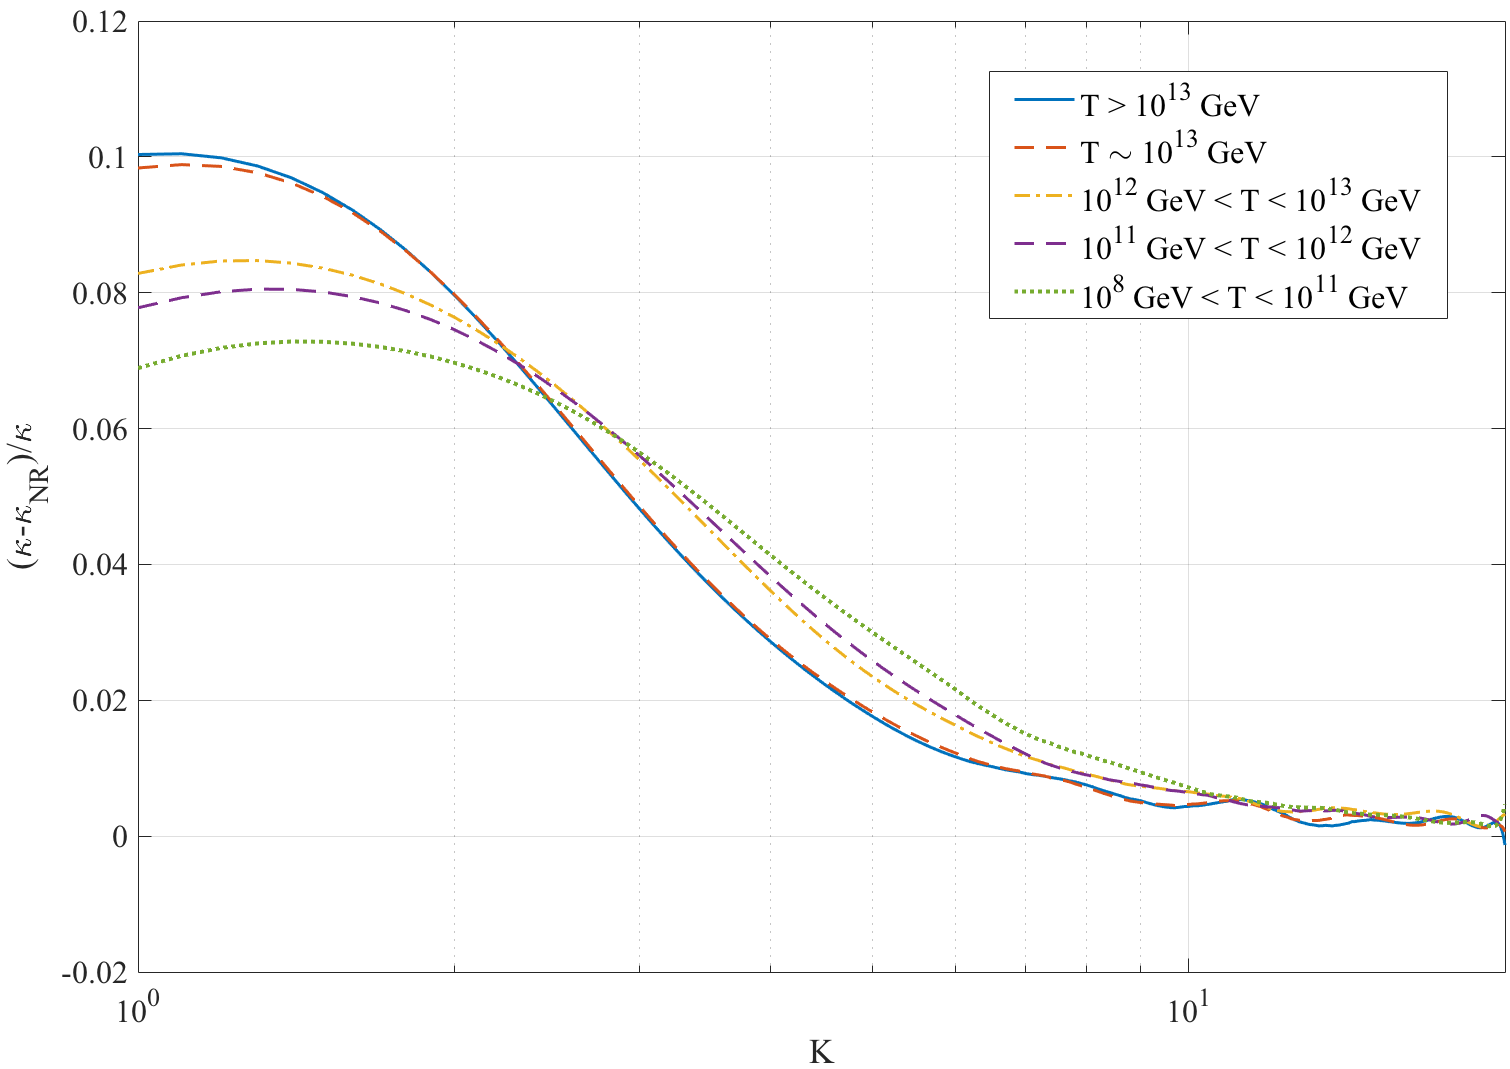 0.12
0.1
0.08
0.06
0.04
0.02
0
-0.02
(κ-κ_NR)/κ
10^0
10^1
K
T > 10^13 GeV
T ∼ 10^13 GeV
10^12 GeV < T < 10^13 GeV
10^11 GeV < T < 10^12 GeV
10^8 GeV < T < 10^11 GeV